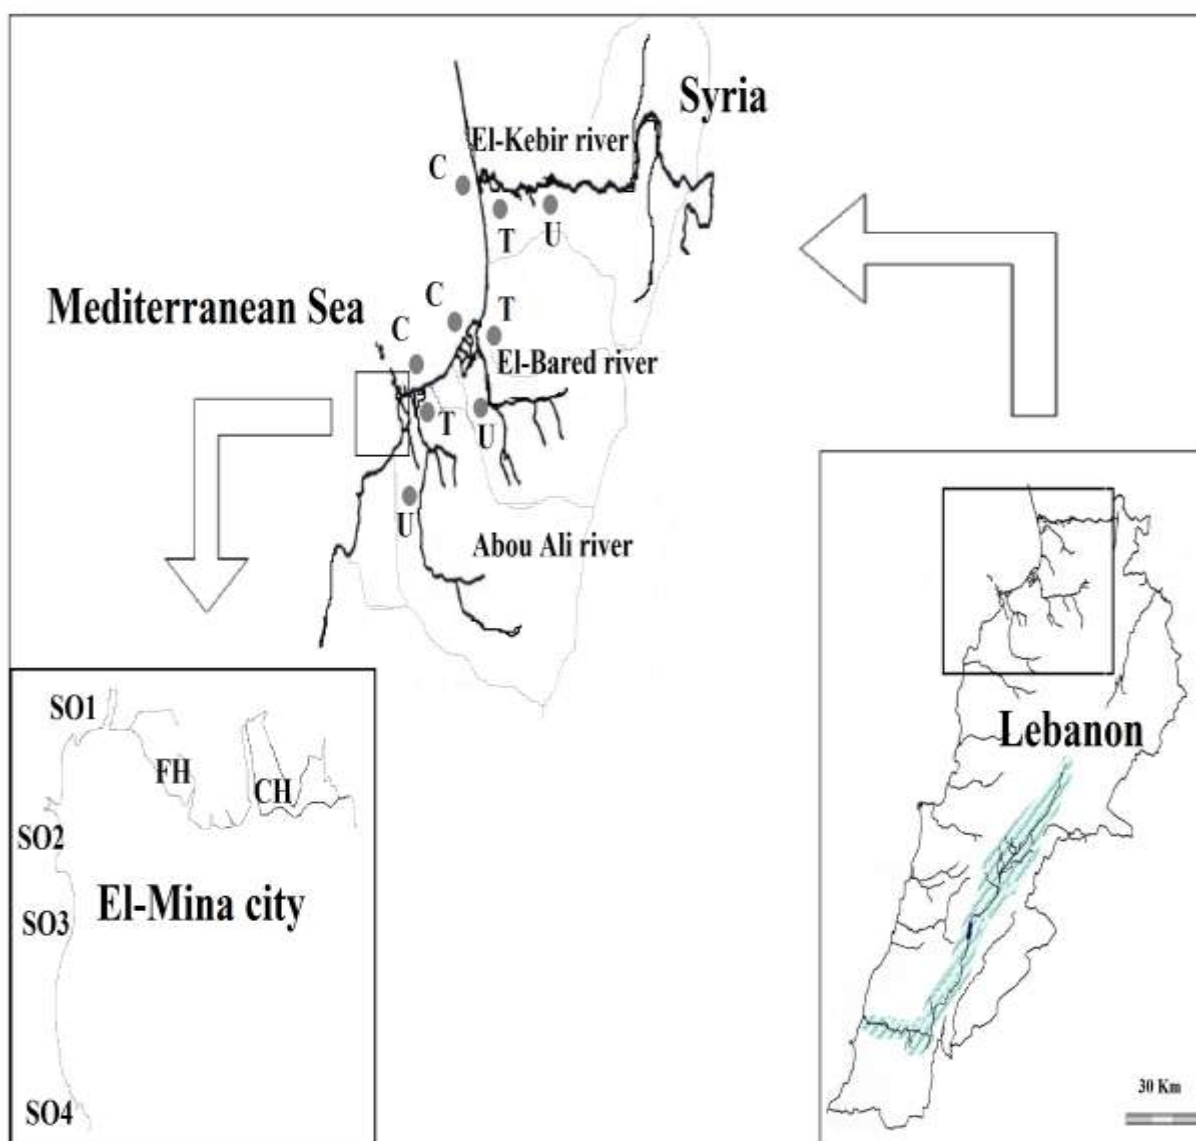 Syria
El-Kebir river
C
T
U
Mediterranean Sea
C
T
C
El-Bared river
T
U
U
Abou Ali river
SO1
FH
CH
SO2
El-Mina city
SO3
SO4
Lebanon
30 Km